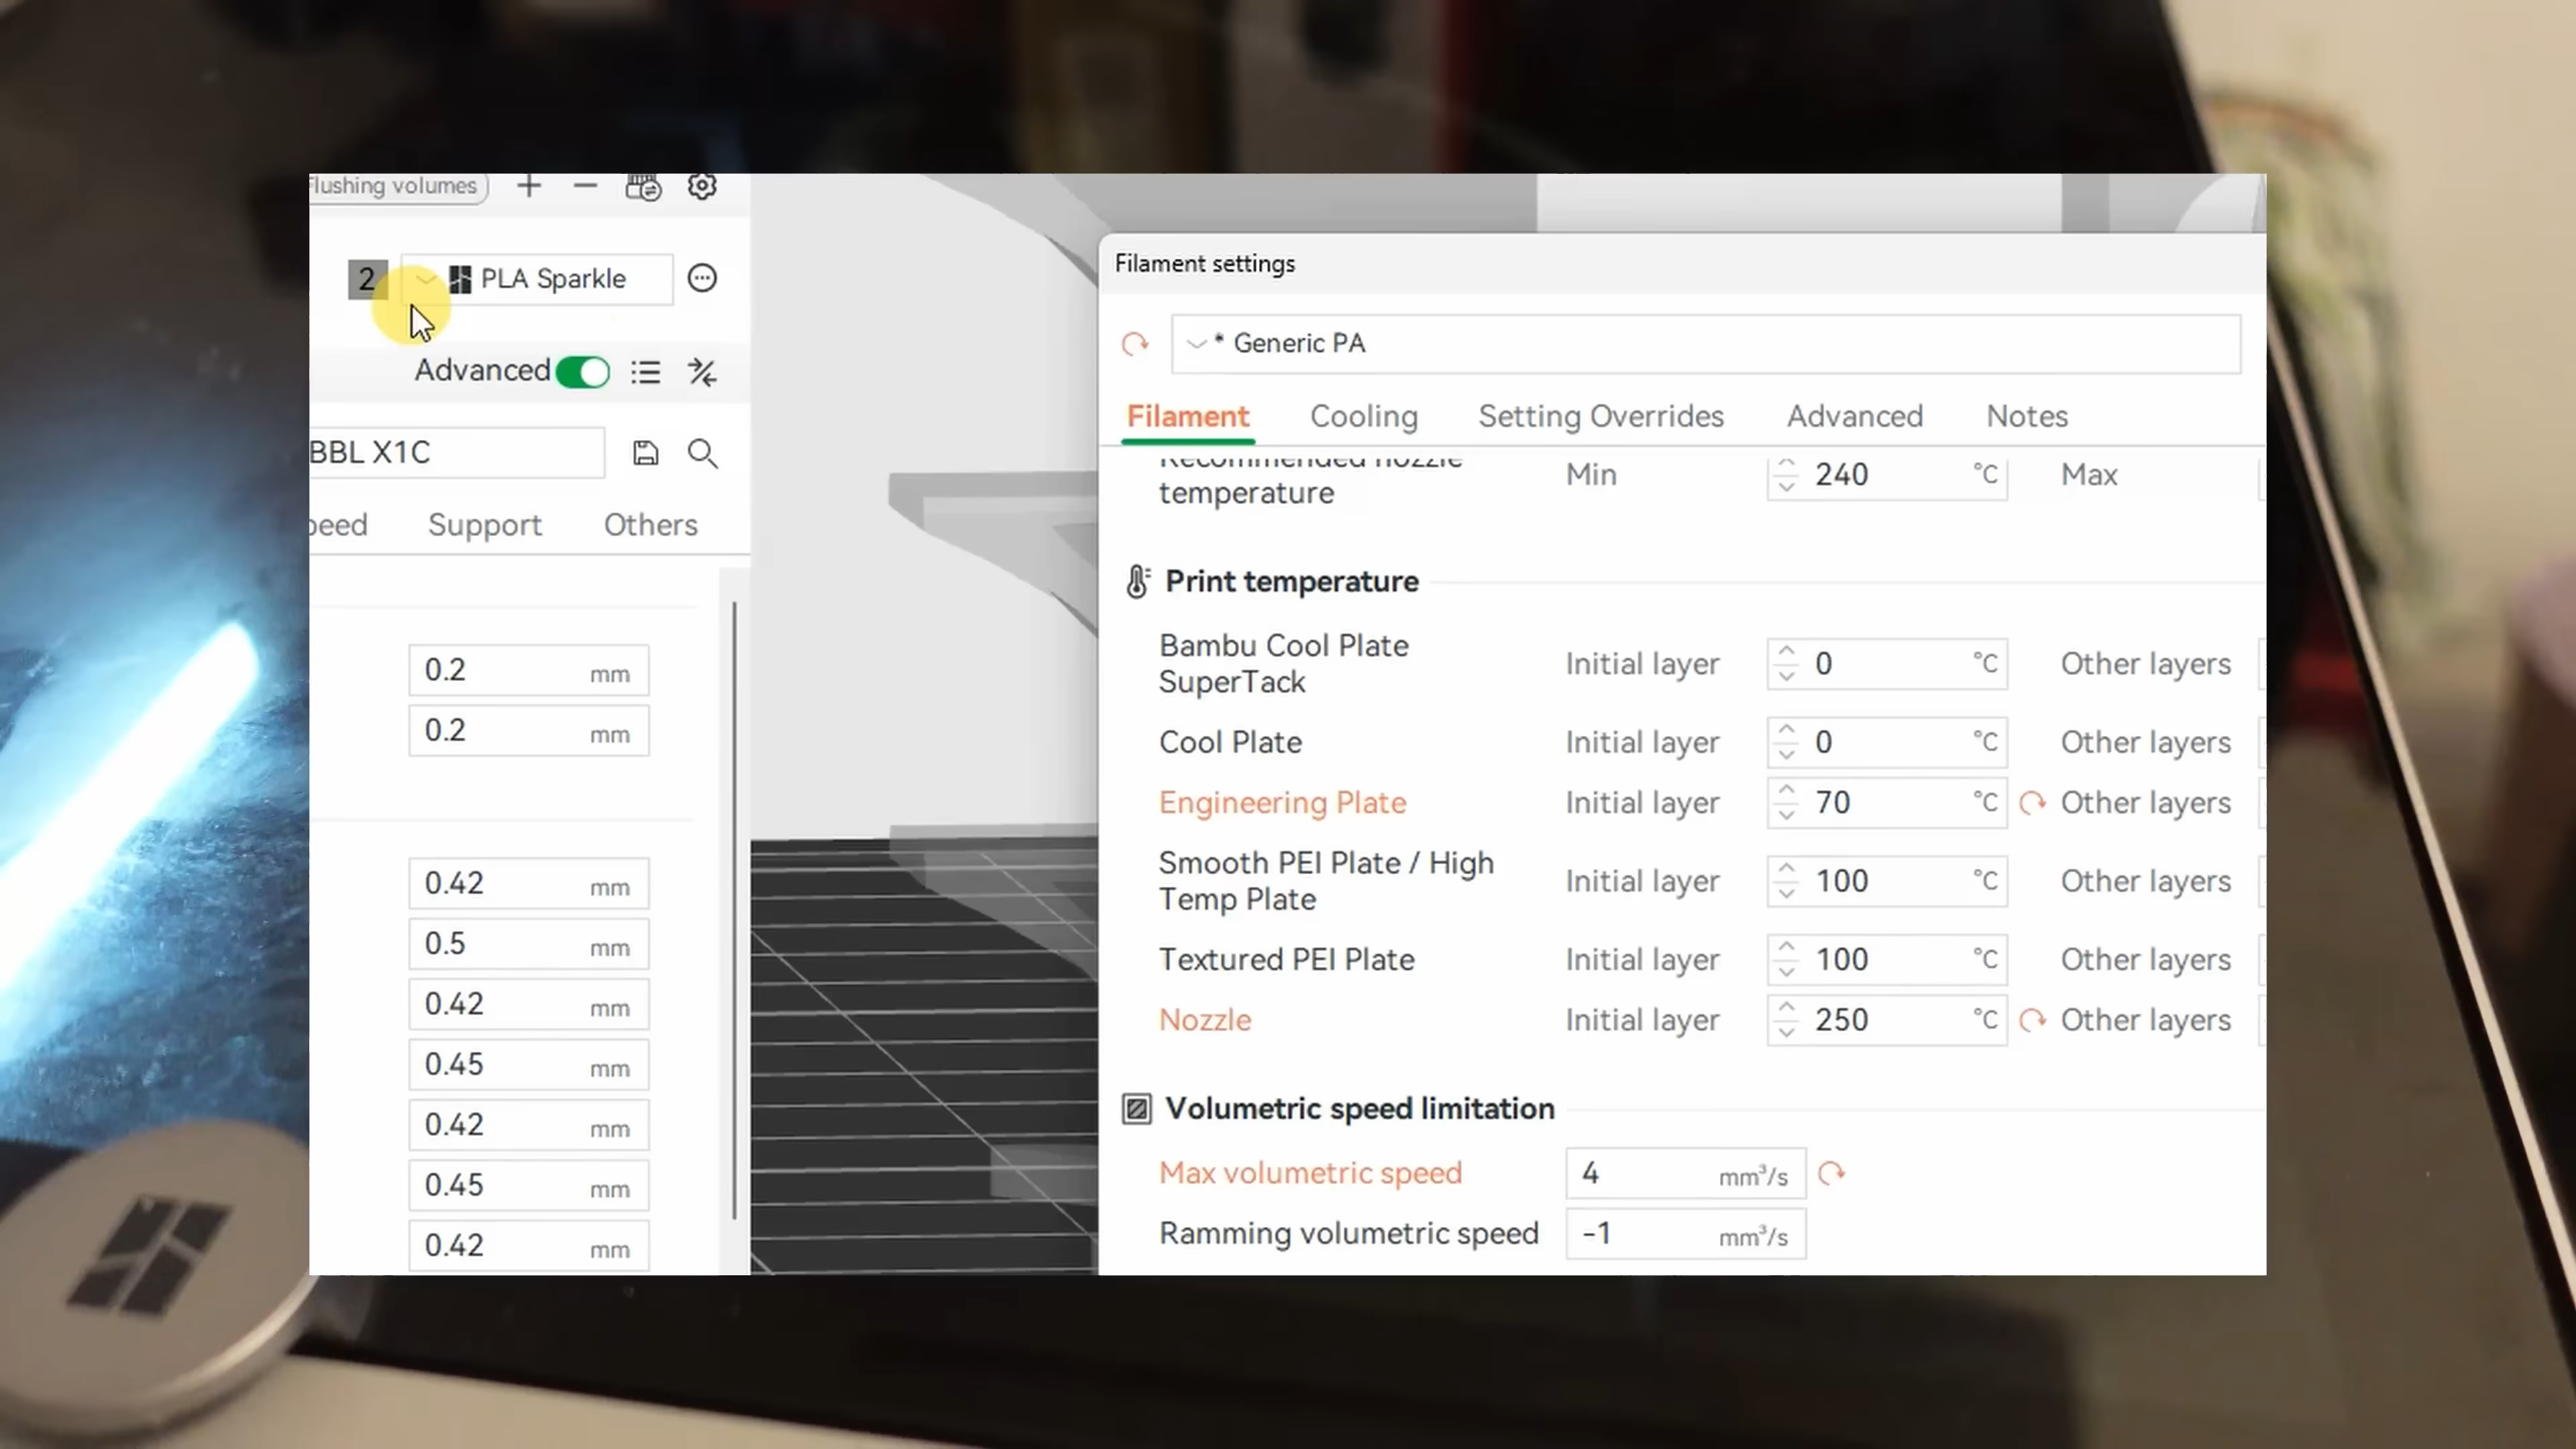 Flushing volumes
2 PLA Sparkle
Advanced
BBL X1C
Support Others
0.2 mm
0.2 mm
0.42 mm
0.5 mm
0.42 mm
0.45 mm
0.42 mm
0.45 mm
0.42 mm
Filament settings
* Generic PA
Filament Cooling Setting Overrides Advanced Notes
Recommended nozzle
temperature Min 240 °C Max
Print temperature
Bambu Cool Plate
SuperTack Initial layer 0 °C Other layers
Cool Plate Initial layer 0 °C Other layers
Engineering Plate Initial layer 70 °C Other layers
Smooth PEI Plate / High
Temp Plate Initial layer 100 °C Other layers
Textured PEI Plate Initial layer 100 °C Other layers
Nozzle Initial layer 250 °C Other layers
Volumetric speed limitation
Max volumetric speed 4 mm³/s
Ramming volumetric speed -1 mm³/s